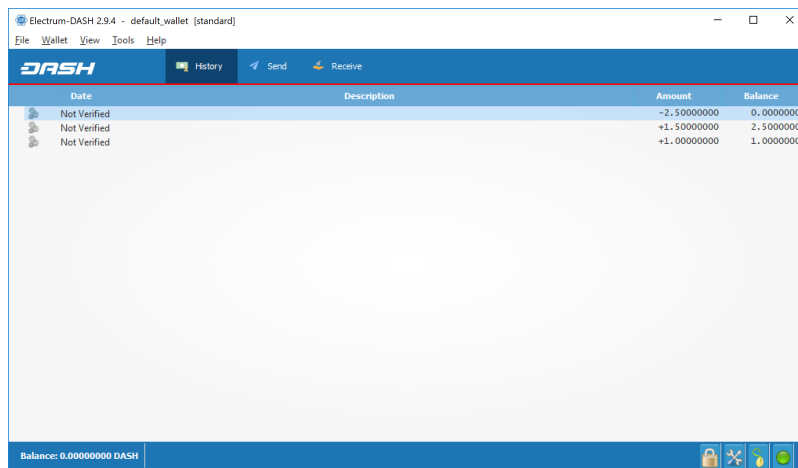 Electrum-DASH 2.9.4 - default_wallet [standard]
File Wallet View Tools Help
DASH History Send Receive
Date Description Amount Balance
Not Verified -2.50000000 0.0000000
Not Verified +1.50000000 2.5000000
Not Verified +1.00000000 1.0000000
Balance: 0.00000000 DASH